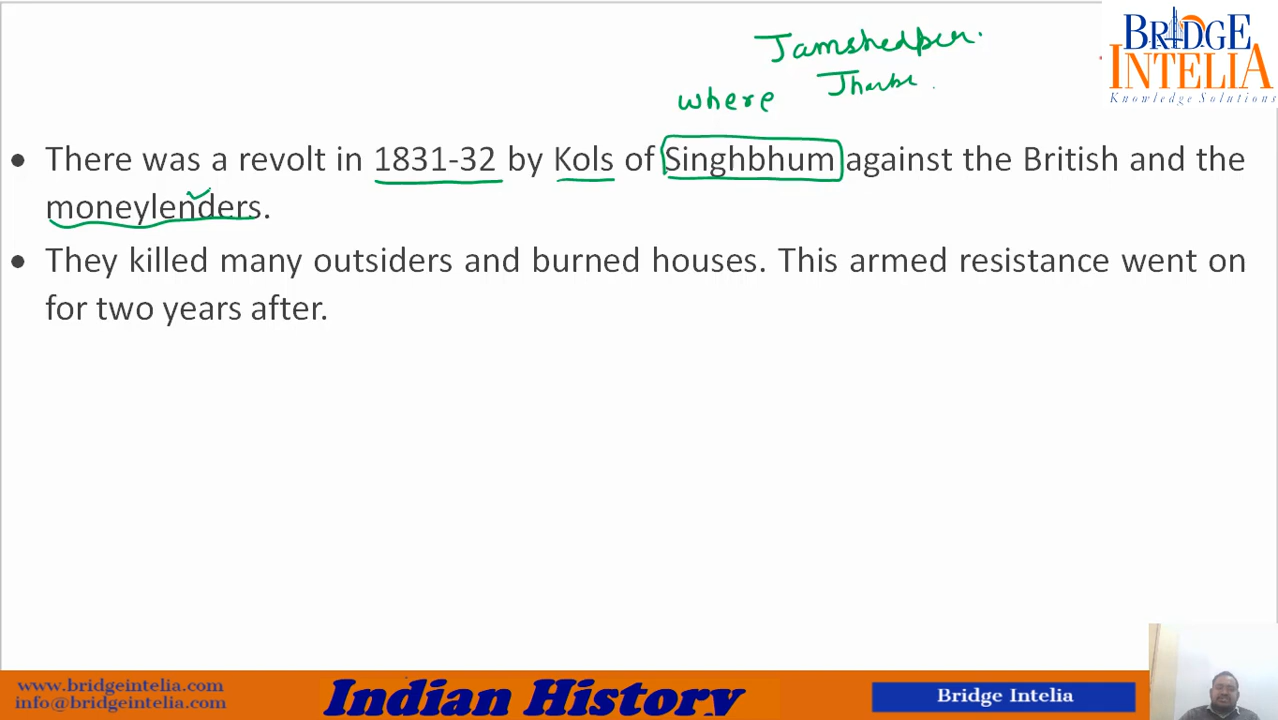 Jamshedpur.
where Jharkh
BRIDGE
INTELIA
Knowledge Solutions
• There was a revolt in 1831-32 by Kols of Singhbhum against the British and the
moneylenders.
• They killed many outsiders and burned houses. This armed resistance went on
for two years after.
www.bridgeintelia.com
info@bridgeintelia.com
Indian History
Bridge Intelia